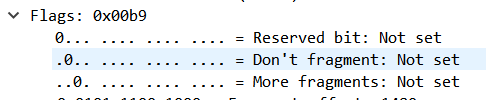 Flags: 0x00b9
0... .... .... .... = Reserved bit: Not set
.0.. .... .... .... = Don't fragment: Not set
..0. .... .... .... = More fragments: Not set